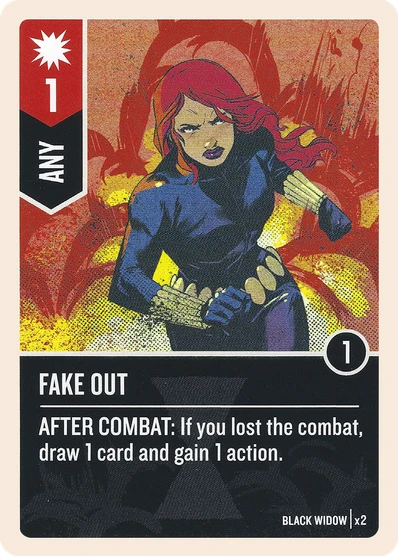 1
ANY
1
FAKE OUT
AFTER COMBAT: If you lost the combat,
draw 1 card and gain 1 action.
BLACK WIDOW | x2